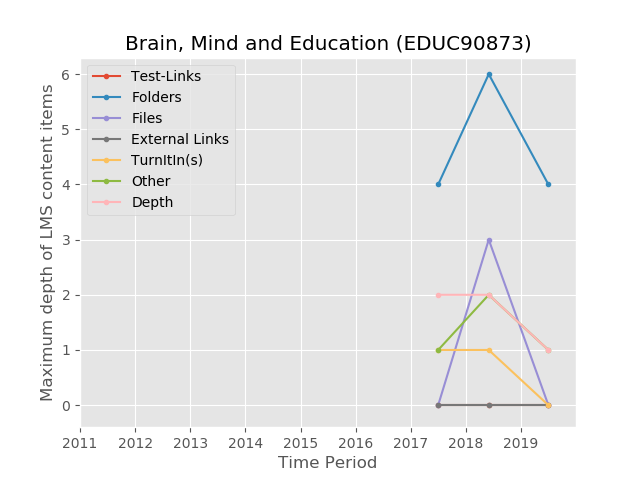 Brain, Mind and Education (EDUC90873)
Maximum depth of LMS content items
6
5
4
3
2
1
0
Test-Links
Folders
Files
External Links
TurnItIn(s)
Other
Depth
2011 2012 2013 2014 2015 2016 2017 2018 2019
Time Period